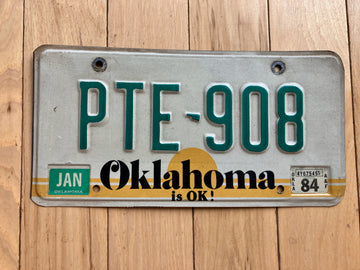 PTE-908
JAN
OKLAHOMA
Oklahoma
is OK!
84